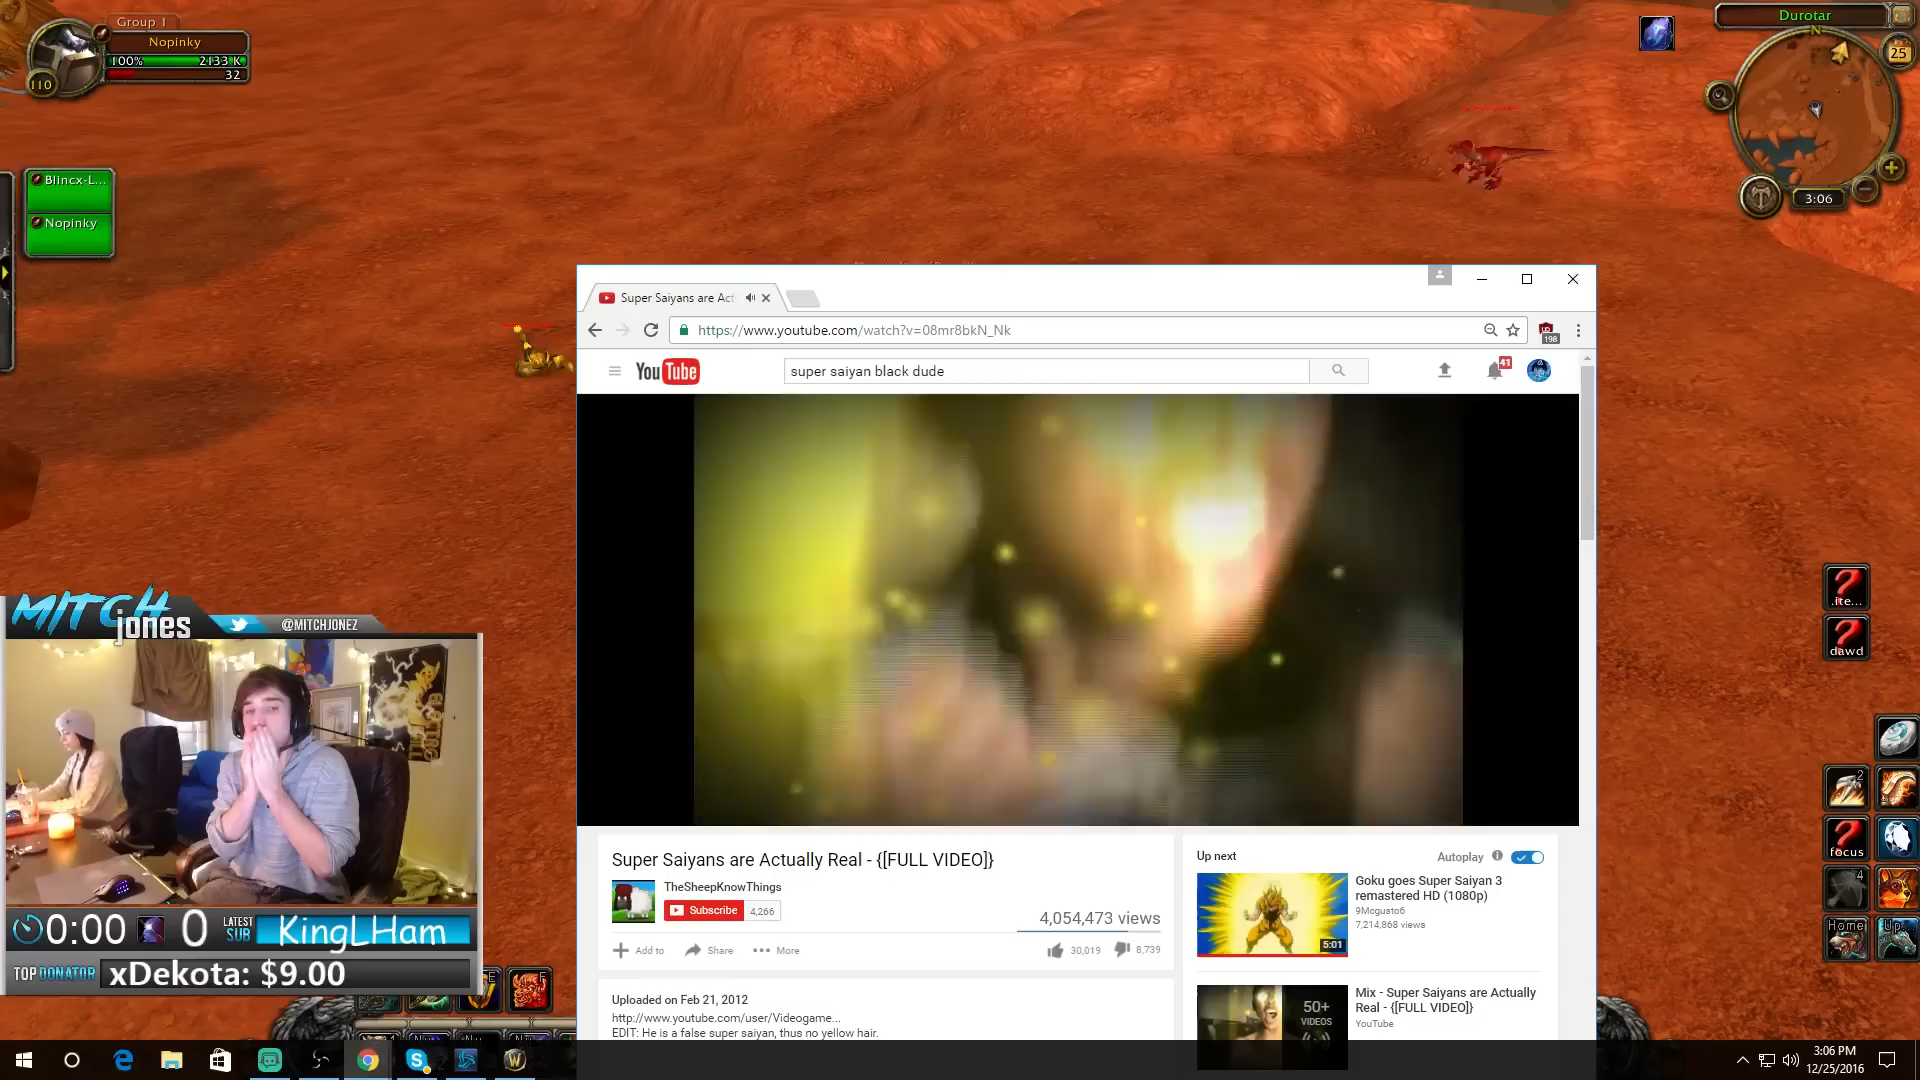 Group 1
Nopinky
100% 2133 K
32
110
Blincx-L...
Nopinky
Durotar
N
25
3:06
Super Saiyans are Act
https://www.youtube.com/watch?v=08mr8bkN_Nk
198
YouTube
super saiyan black dude
41
Super Saiyans are Actually Real - {[FULL VIDEO]}
TheSheepKnowThings
Subscribe 4,266
4,054,473 views
Add to Share More
30,019 8,739
Uploaded on Feb 21, 2012
http://www.youtube.com/user/Videogame...
EDIT: He is a false super saiyan, thus no yellow hair.
Up next
Autoplay
Goku goes Super Saiyan 3
remastered HD (1080p)
9Mcgusto6
7,214,868 views
5:01
Mix - Super Saiyans are Actually
Real - {[FULL VIDEO]}
YouTube
50+
VIDEOS
MITCH
jones
@MITCHJONEZ
0:00 0
LATEST
SUB
KingLHam
TOP DONATOR xDekota: $9.00
E
F
.ite...
dawd
2
focus
4
Home
Up...
3:06 PM
12/25/2016